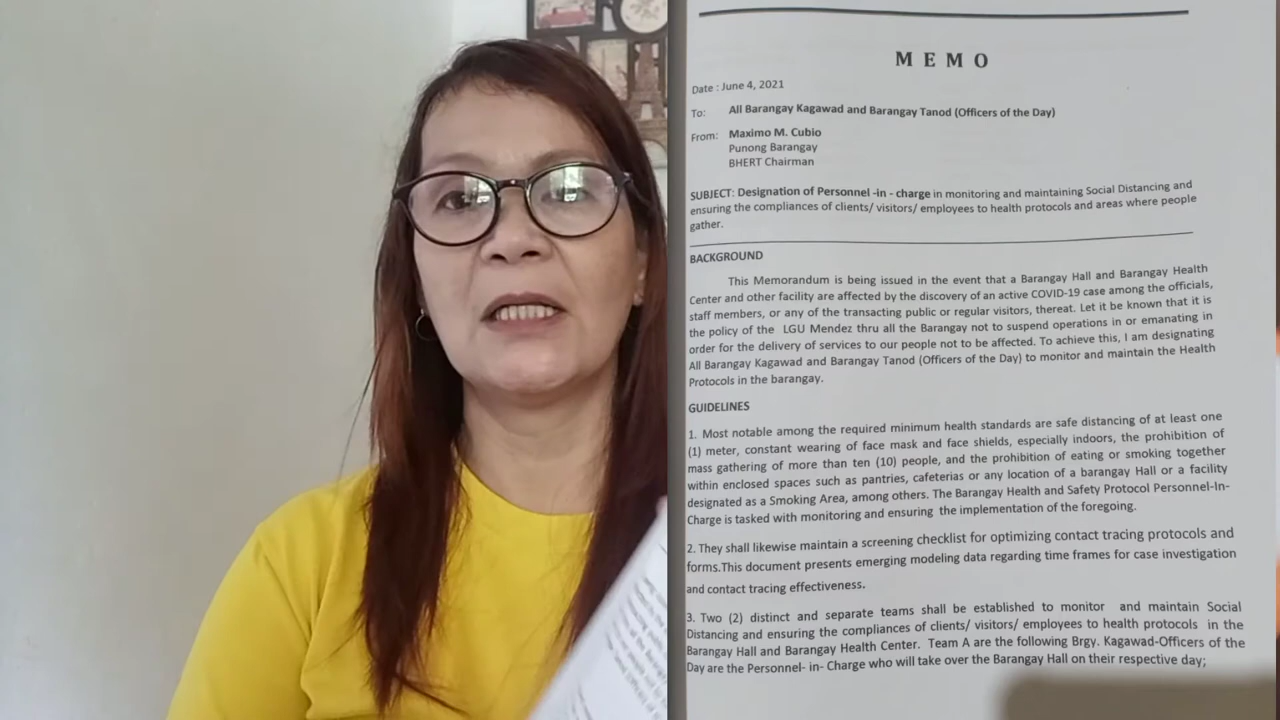 MEMO
Date : June 4, 2021
To: All Barangay Kagawad and Barangay Tanod (Officers of the Day)
From: Maximo M. Cubio
Punong Barangay
BHERT Chairman
SUBJECT: Designation of Personnel -in - charge in monitoring and maintaining Social Distancing and
ensuring the compliances of clients/ visitors/ employees to health protocols and areas where people
gather.
BACKGROUND
This Memorandum is being issued in the event that a Barangay Hall and Barangay Health
Center and other facility are affected by the discovery of an active COVID-19 case among the officials,
staff members, or any of the transacting public or regular visitors, thereat. Let it be known that it is
the policy of the LGU Mendez thru all the Barangay not to suspend operations in or emanating in
order for the delivery of services to our people not to be affected. To achieve this, I am designating
All Barangay Kagawad and Barangay Tanod (Officers of the Day) to monitor and maintain the Health
Protocols in the barangay.
GUIDELINES
1. Most notable among the required minimum health standards are safe distancing of at least one
(1) meter, constant wearing of face mask and face shields, especially indoors, the prohibition of
mass gathering of more than ten (10) people, and the prohibition of eating or smoking together
within enclosed spaces such as pantries, cafeterias or any location of a barangay Hall or a facility
designated as a Smoking Area, among others. The Barangay Health and Safety Protocol Personnel-In-
Charge is tasked with monitoring and ensuring the implementation of the foregoing.
2. They shall likewise maintain a screening checklist for optimizing contact tracing protocols and
forms.This document presents emerging modeling data regarding time frames for case investigation
and contact tracing effectiveness.
3. Two (2) distinct and separate teams shall be established to monitor and maintain Social
Distancing and ensuring the compliances of clients/ visitors/ employees to health protocols in the
Barangay Hall and Barangay Health Center. Team A are the following Brgy. Kagawad-Officers of the
Day are the Personnel- in- Charge who will take over the Barangay Hall on their respective day;